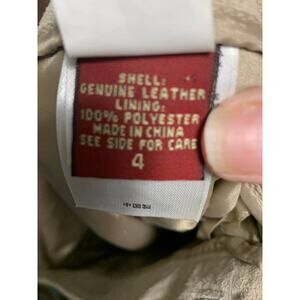 SHELL:
GENUINE LEATHER
LINING:
100% POLYESTER
MADE IN CHINA
SEE SIDE FOR CARE
4